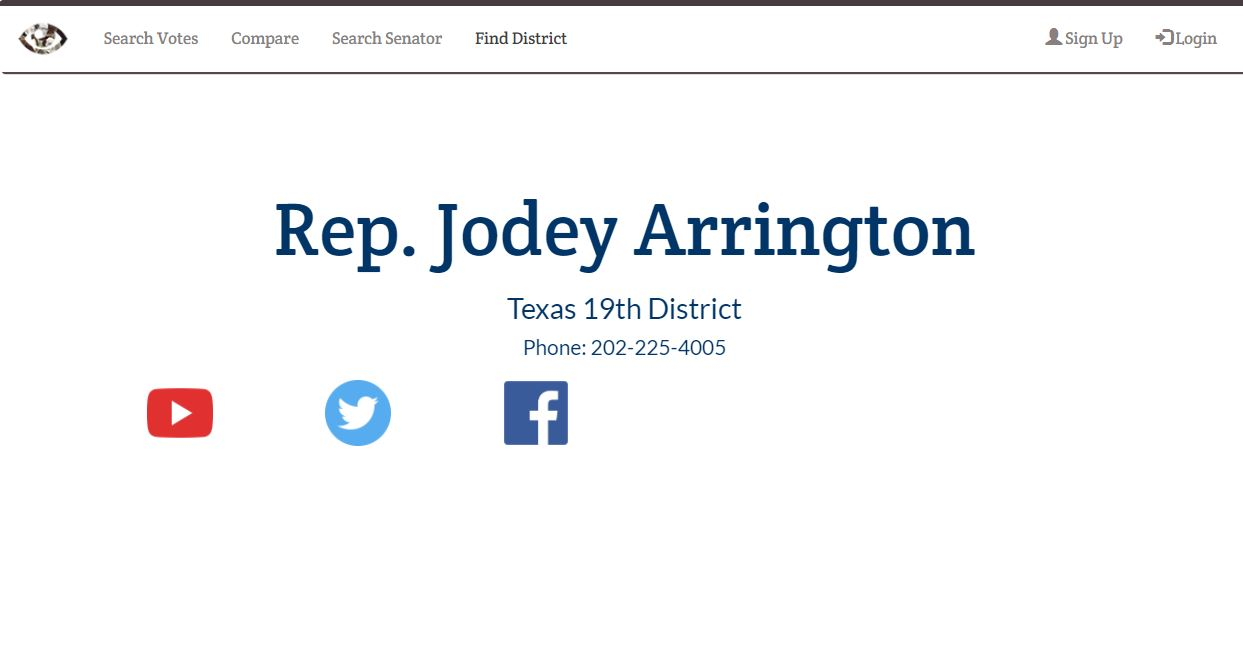 Search Votes Compare Search Senator Find District Sign Up Login
Rep. Jodey Arrington
Texas 19th District
Phone: 202-225-4005